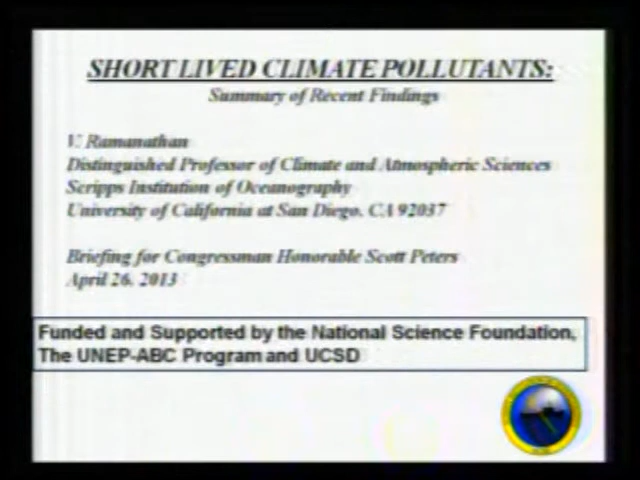 SHORT LIVED CLIMATE POLLUTANTS:
Summary of Recent Findings
V. Ramanathan
Distinguished Professor of Climate and Atmospheric Sciences
Scripps Institution of Oceanography
University of California at San Diego, CA 92037
Briefing for Congressman Honorable Scott Peters
April 26, 2013
Funded and Supported by the National Science Foundation,
The UNEP-ABC Program and UCSD